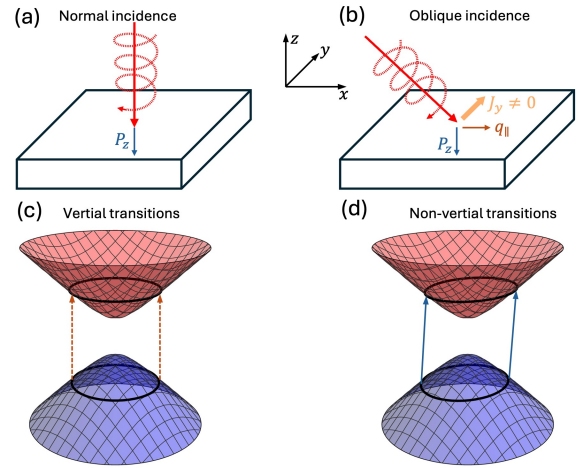 (a) Normal incidence
P_z
z
y
x
(b) Oblique incidence
J_y ≠ 0
q_∥
P_z
(c) Vertial transitions
(d) Non-vertial transitions